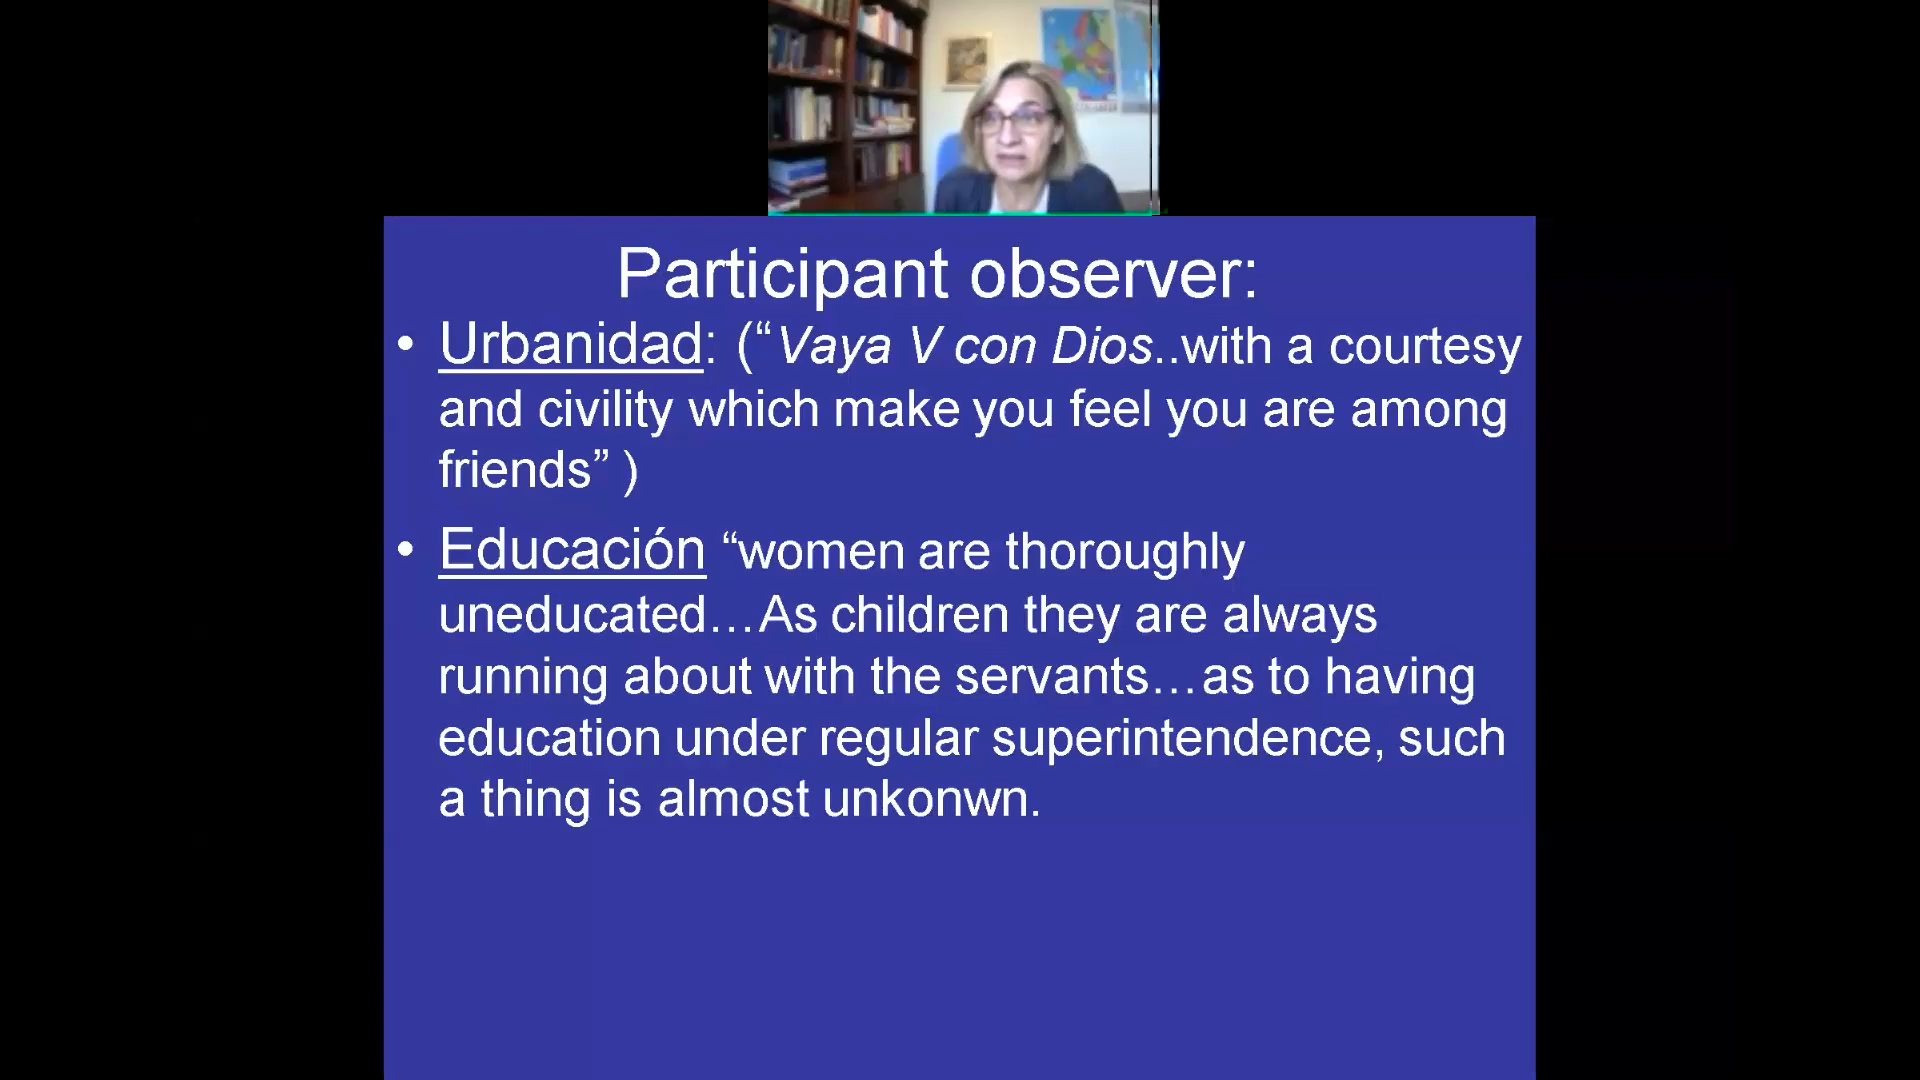 Participant observer:
• Urbanidad: (“Vaya V con Dios..with a courtesy
and civility which make you feel you are among
friends” )
• Educación “women are thoroughly
uneducated…As children they are always
running about with the servants…as to having
education under regular superintendence, such
a thing is almost unkonwn.